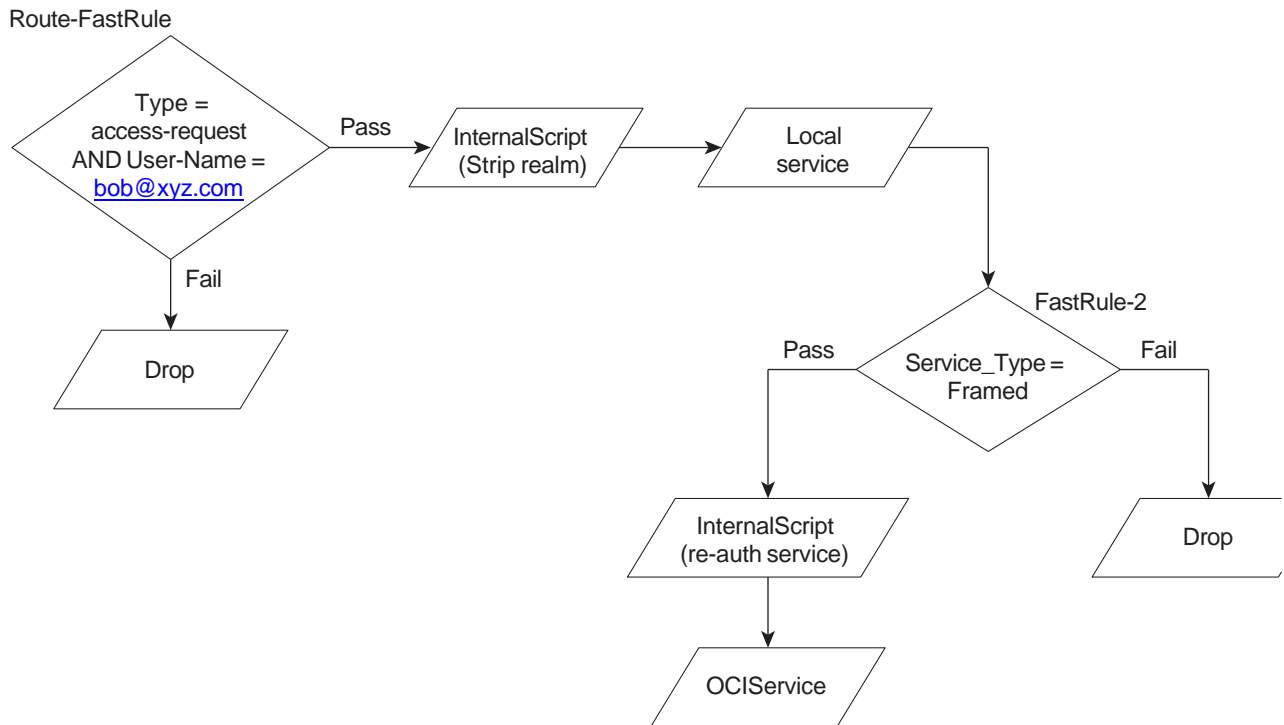 Route-FastRule
Type =
access-request
AND User-Name =
bob@xyz.com
Pass
InternalScript
(Strip realm)
Local
service
Fail
Drop
FastRule-2
Pass
Service_Type =
Framed
Fail
InternalScript
(re-auth service)
Drop
OCIService